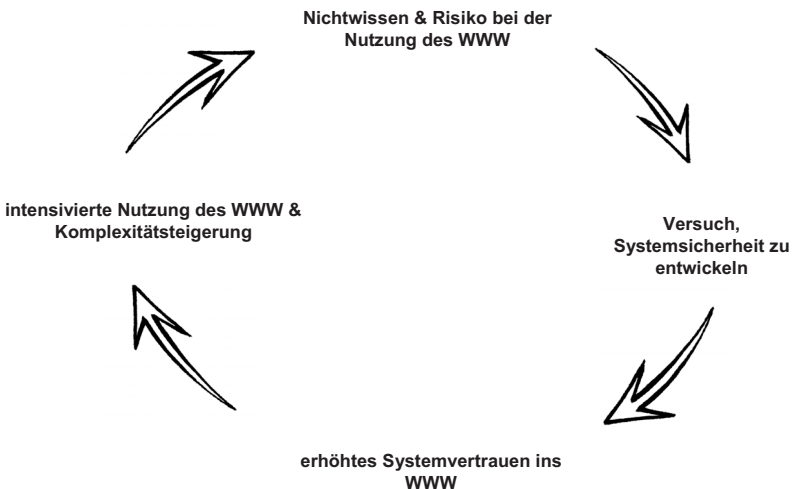 Nichtwissen & Risiko bei der
Nutzung des WWW
intensivierte Nutzung des WWW &
Komplexitätsteigerung
Versuch,
Systemsicherheit zu
entwickeln
erhöhtes Systemvertrauen ins
WWW